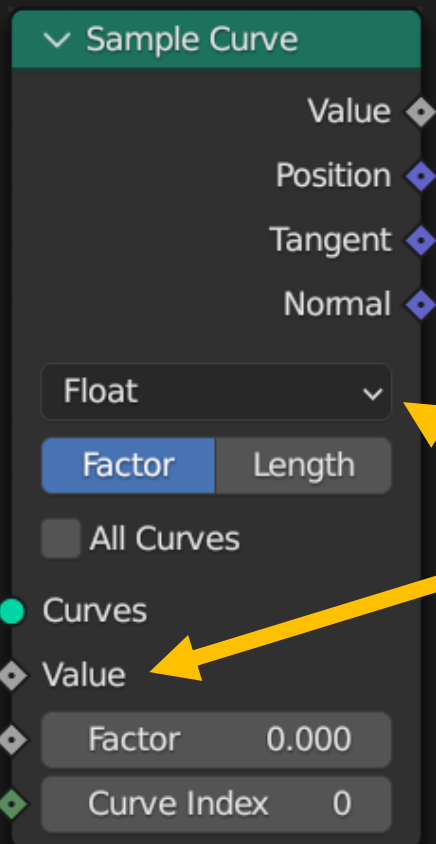 Sample Curve
Value
Position
Tangent
Normal
Float
Factor Length
All Curves
Curves
Value
Factor 0.000
Curve Index 0